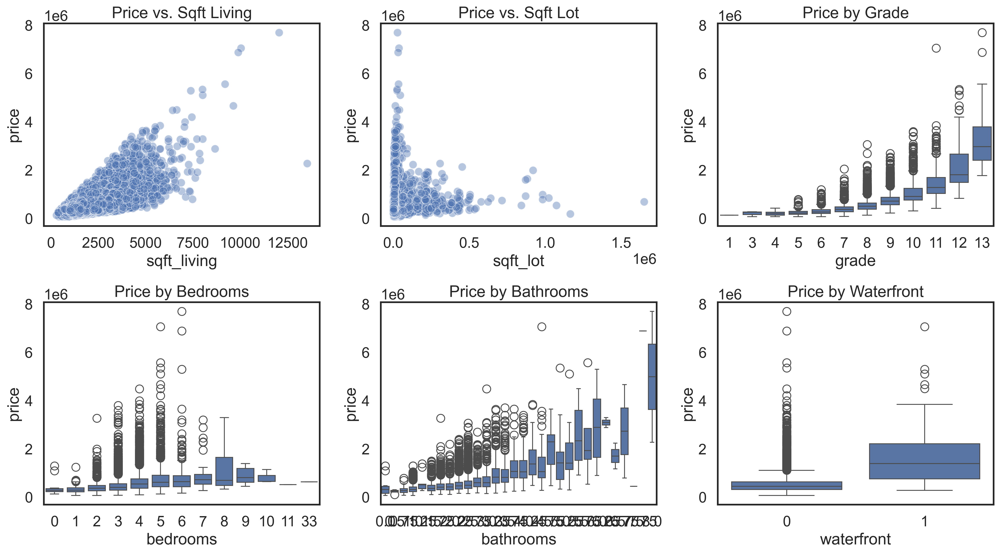 Price vs. Sqft Living
1e6
8
6
4
2
0
price
0 2500 5000 7500 10000 12500
sqft_living
Price vs. Sqft Lot
1e6
8
6
4
2
0
price
0.0 0.5 1.0 1.5
1e6
sqft_lot
Price by Grade
1e6
8
6
4
2
0
price
1 3 4 5 6 7 8 9 10 11 12 13
grade
Price by Bedrooms
1e6
8
6
4
2
0
price
0 1 2 3 4 5 6 7 8 9 10 11 33
bedrooms
Price by Bathrooms
1e6
8
6
4
2
0
price
bathrooms
Price by Waterfront
1e6
8
6
4
2
0
price
0 1
waterfront